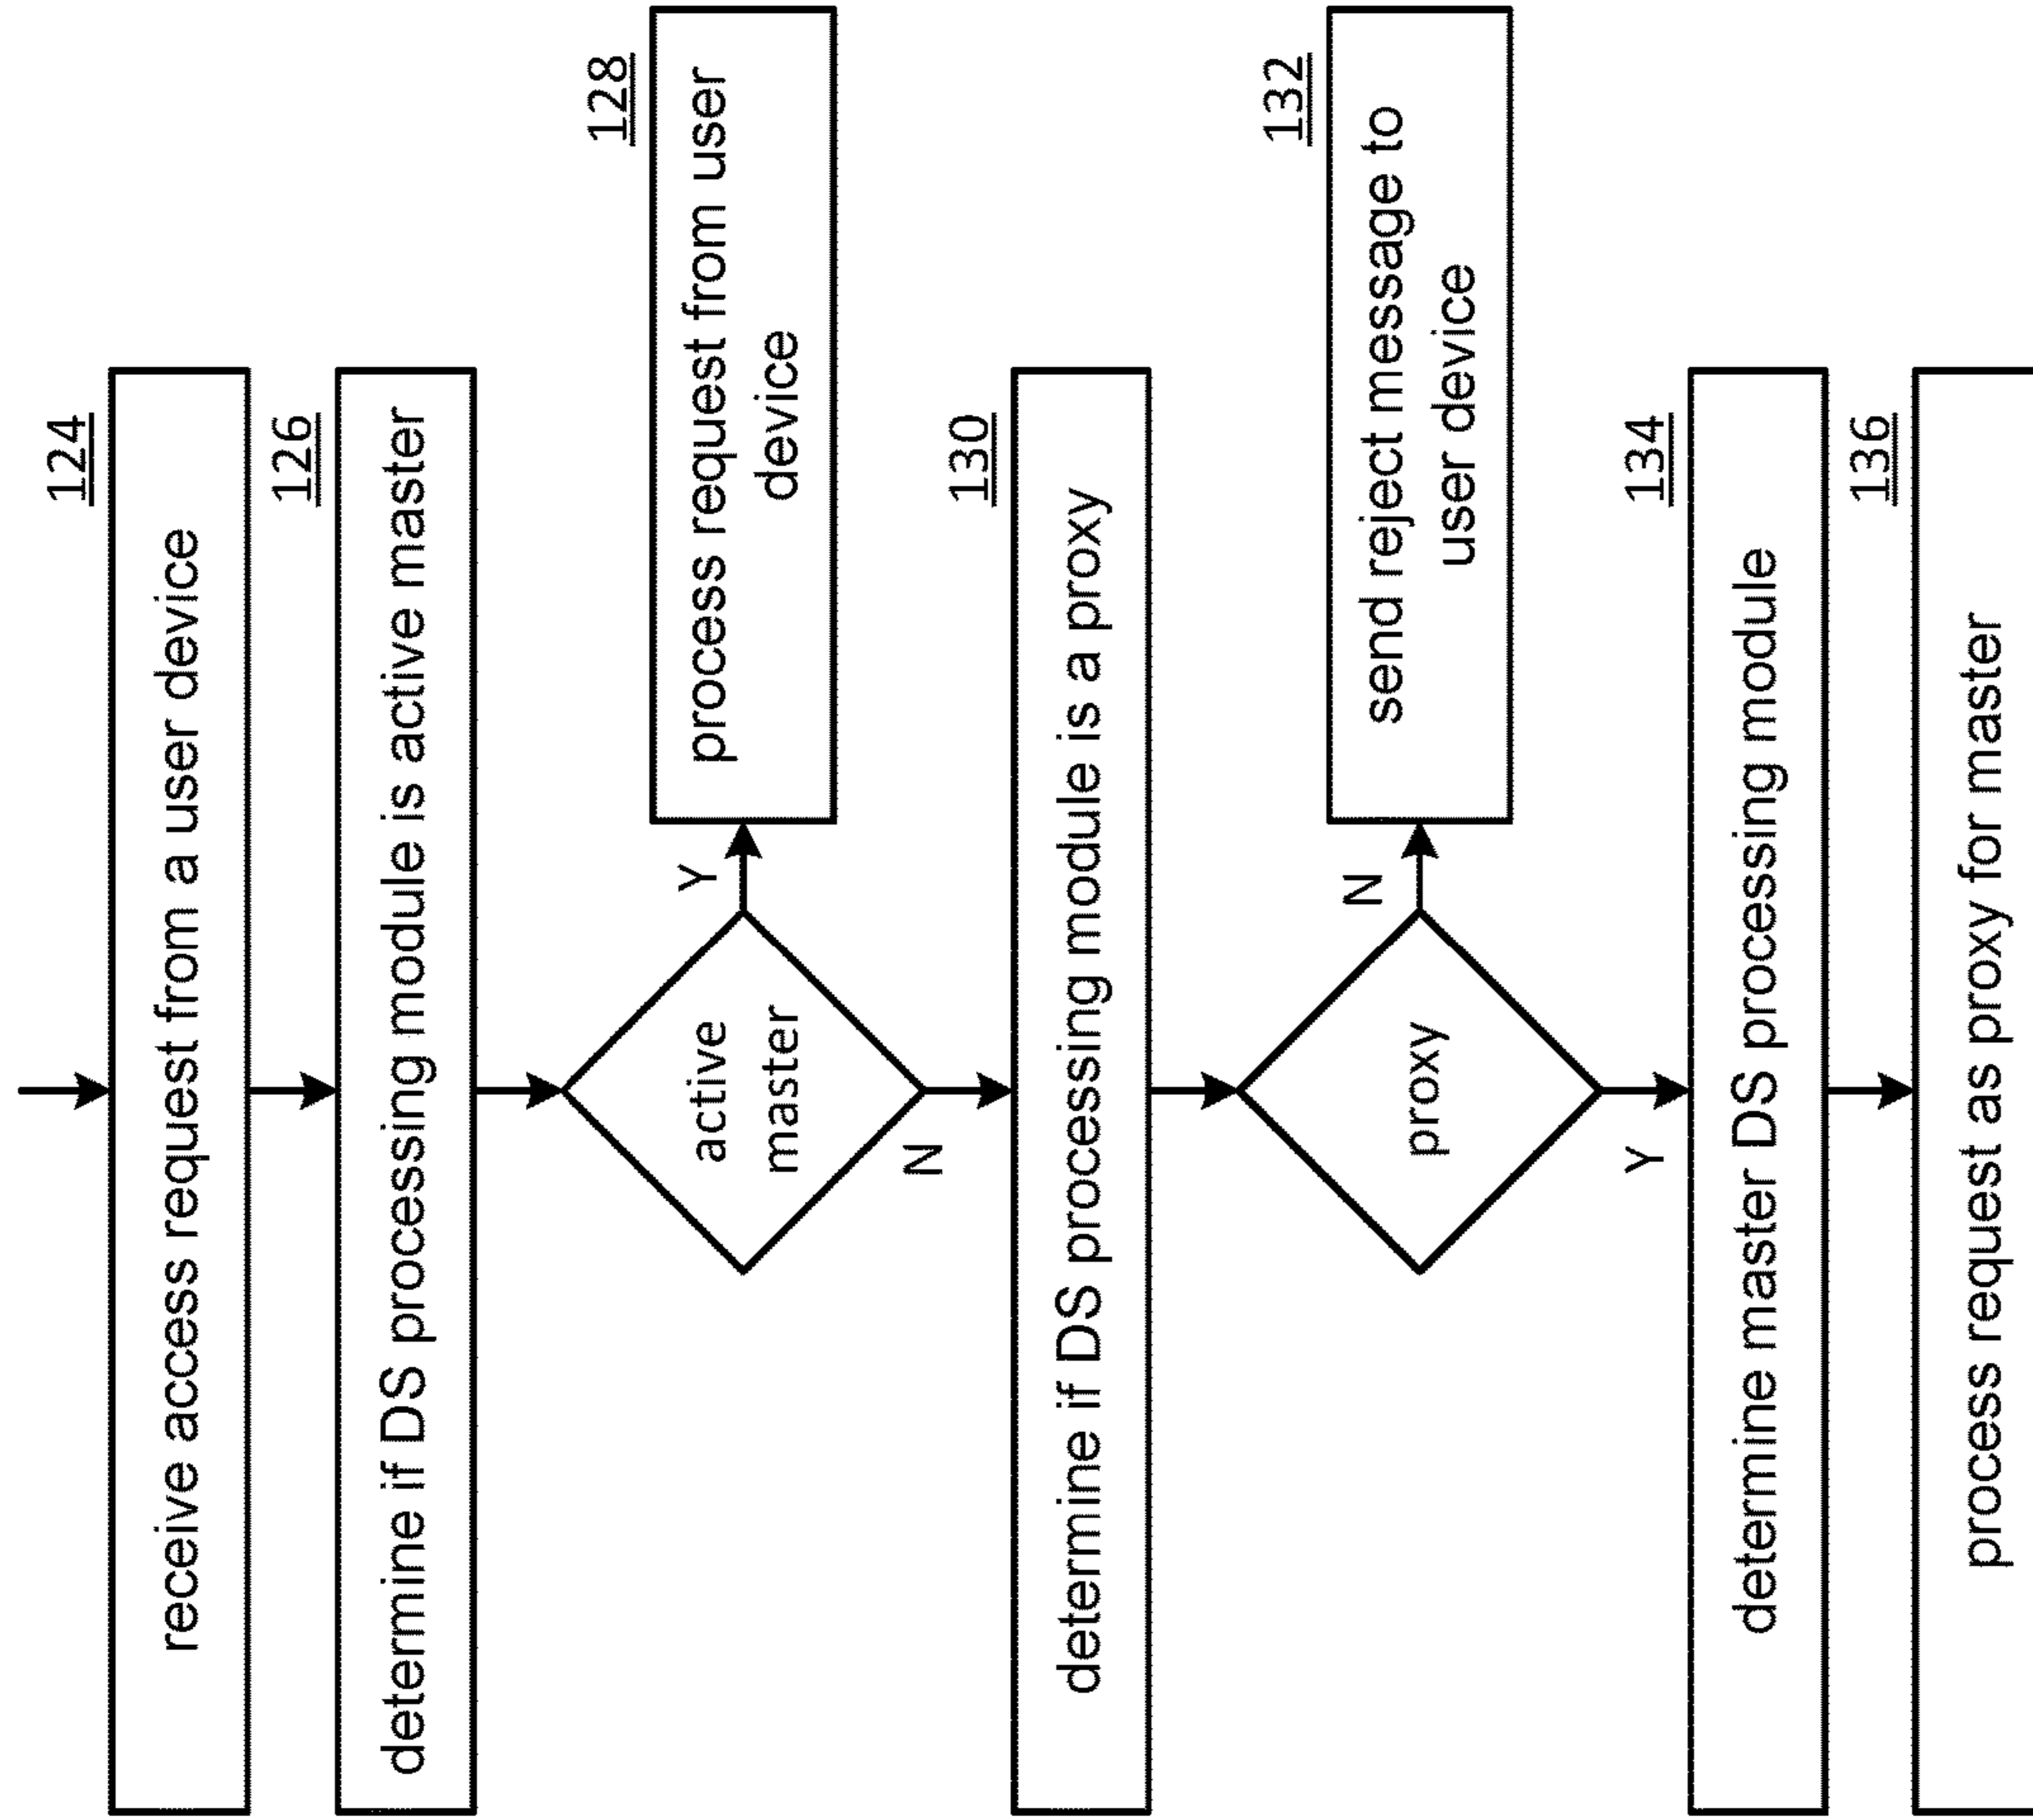 124
receive access request from a user device
126
determine if DS processing module is active master
active
master
Y
128
process request from user
device
N
130
determine if DS processing module is a proxy
proxy
N
132
send reject message to
user device
Y
134
determine master DS processing module
136
process request as proxy for master